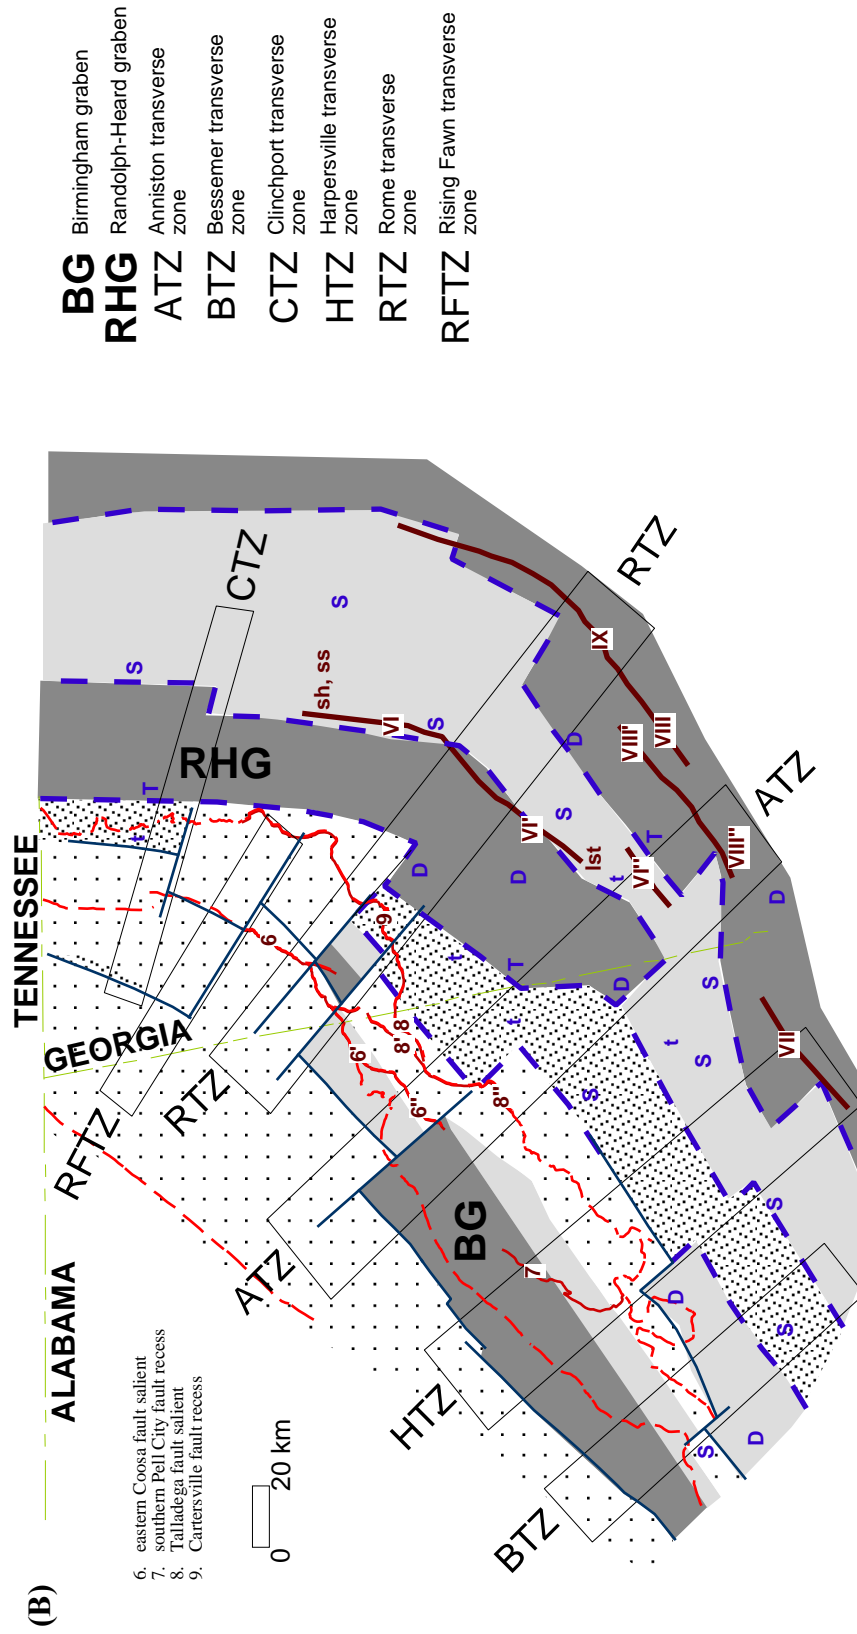 (B)
TENNESSEE
ALABAMA
GEORGIA
BG Birmingham graben
RHG Randolph-Heard graben
ATZ Anniston transverse
zone
BTZ Bessemer transverse
zone
CTZ Clinchport transverse
zone
HTZ Harpersville transverse
zone
RTZ Rome transverse
zone
RFTZ Rising Fawn transverse
zone
6. eastern Coosa fault salient
7. southern Pell City fault recess
8. Talladega fault salient
9. Cartersville fault recess
0 20 km
CTZ
RFTZ
RTZ
ATZ
HTZ
BTZ
RTZ
ATZ
RHG
BG
sh, ss
lst
VI
VI'
VI"
VII
VIII
VIII'
VIII"
IX
6
6'
6"
7
8
8'
8"
9
S
S
S
S
S
S
S
S
S
S
T
T
T
t
t
t
t
t
D
D
D
D
D
D
D